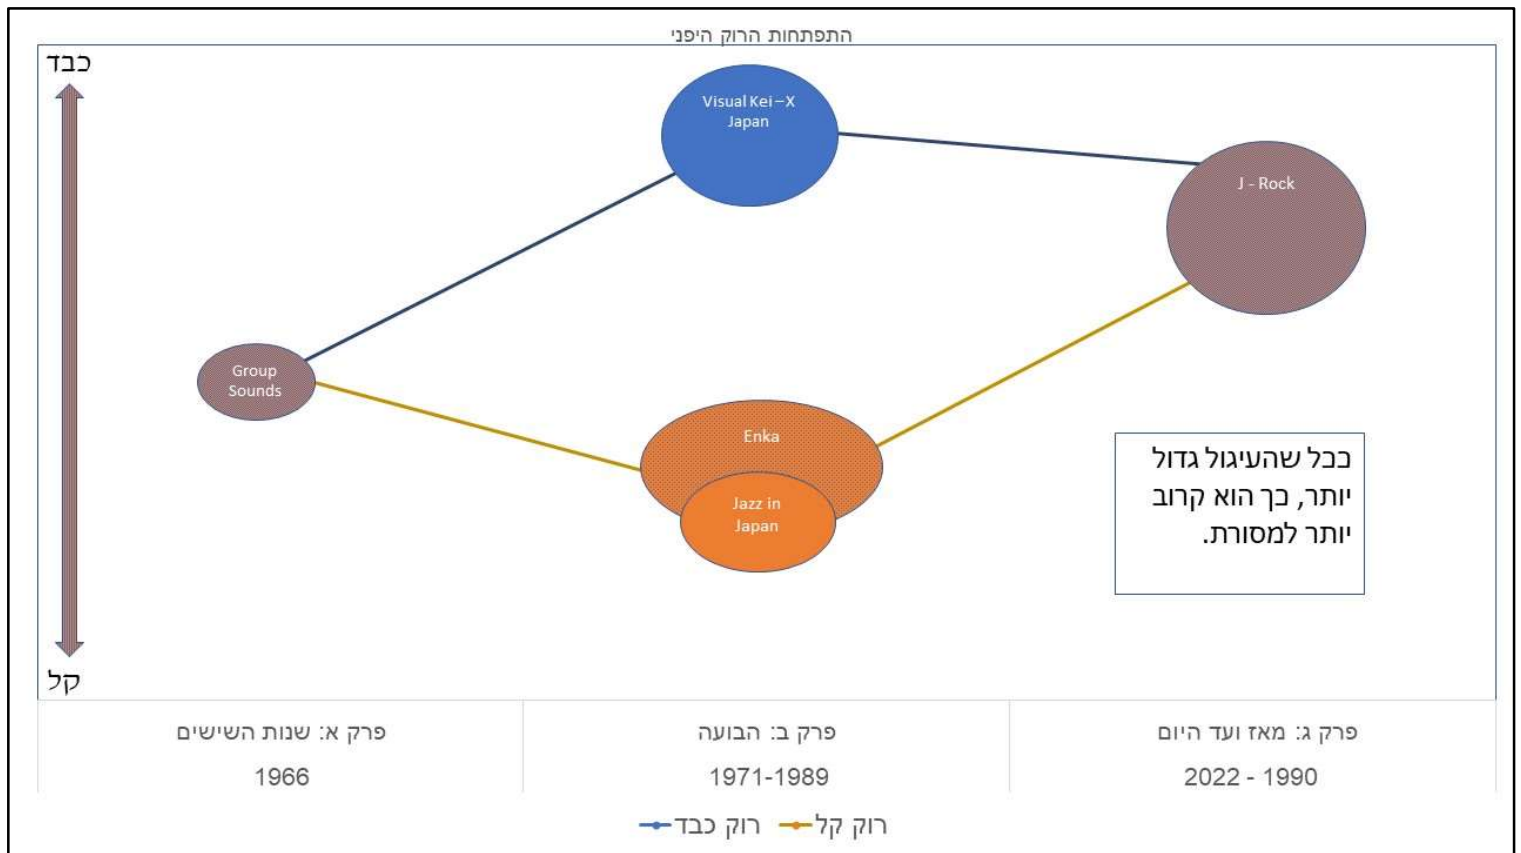 התפתחות הרוק היפני
כבד
Visual Kei – X
Japan
J - Rock
Group
Sounds
Enka
Jazz in
Japan
ככל שהעיגול גדול
יותר, כך הוא קרוב
יותר למסורת.
קל
פרק א: שנות השישים
1966
פרק ב: הבועה
1971-1989
פרק ג: מאז ועד היום
2022 - 1990
רוק כבד
רוק קל